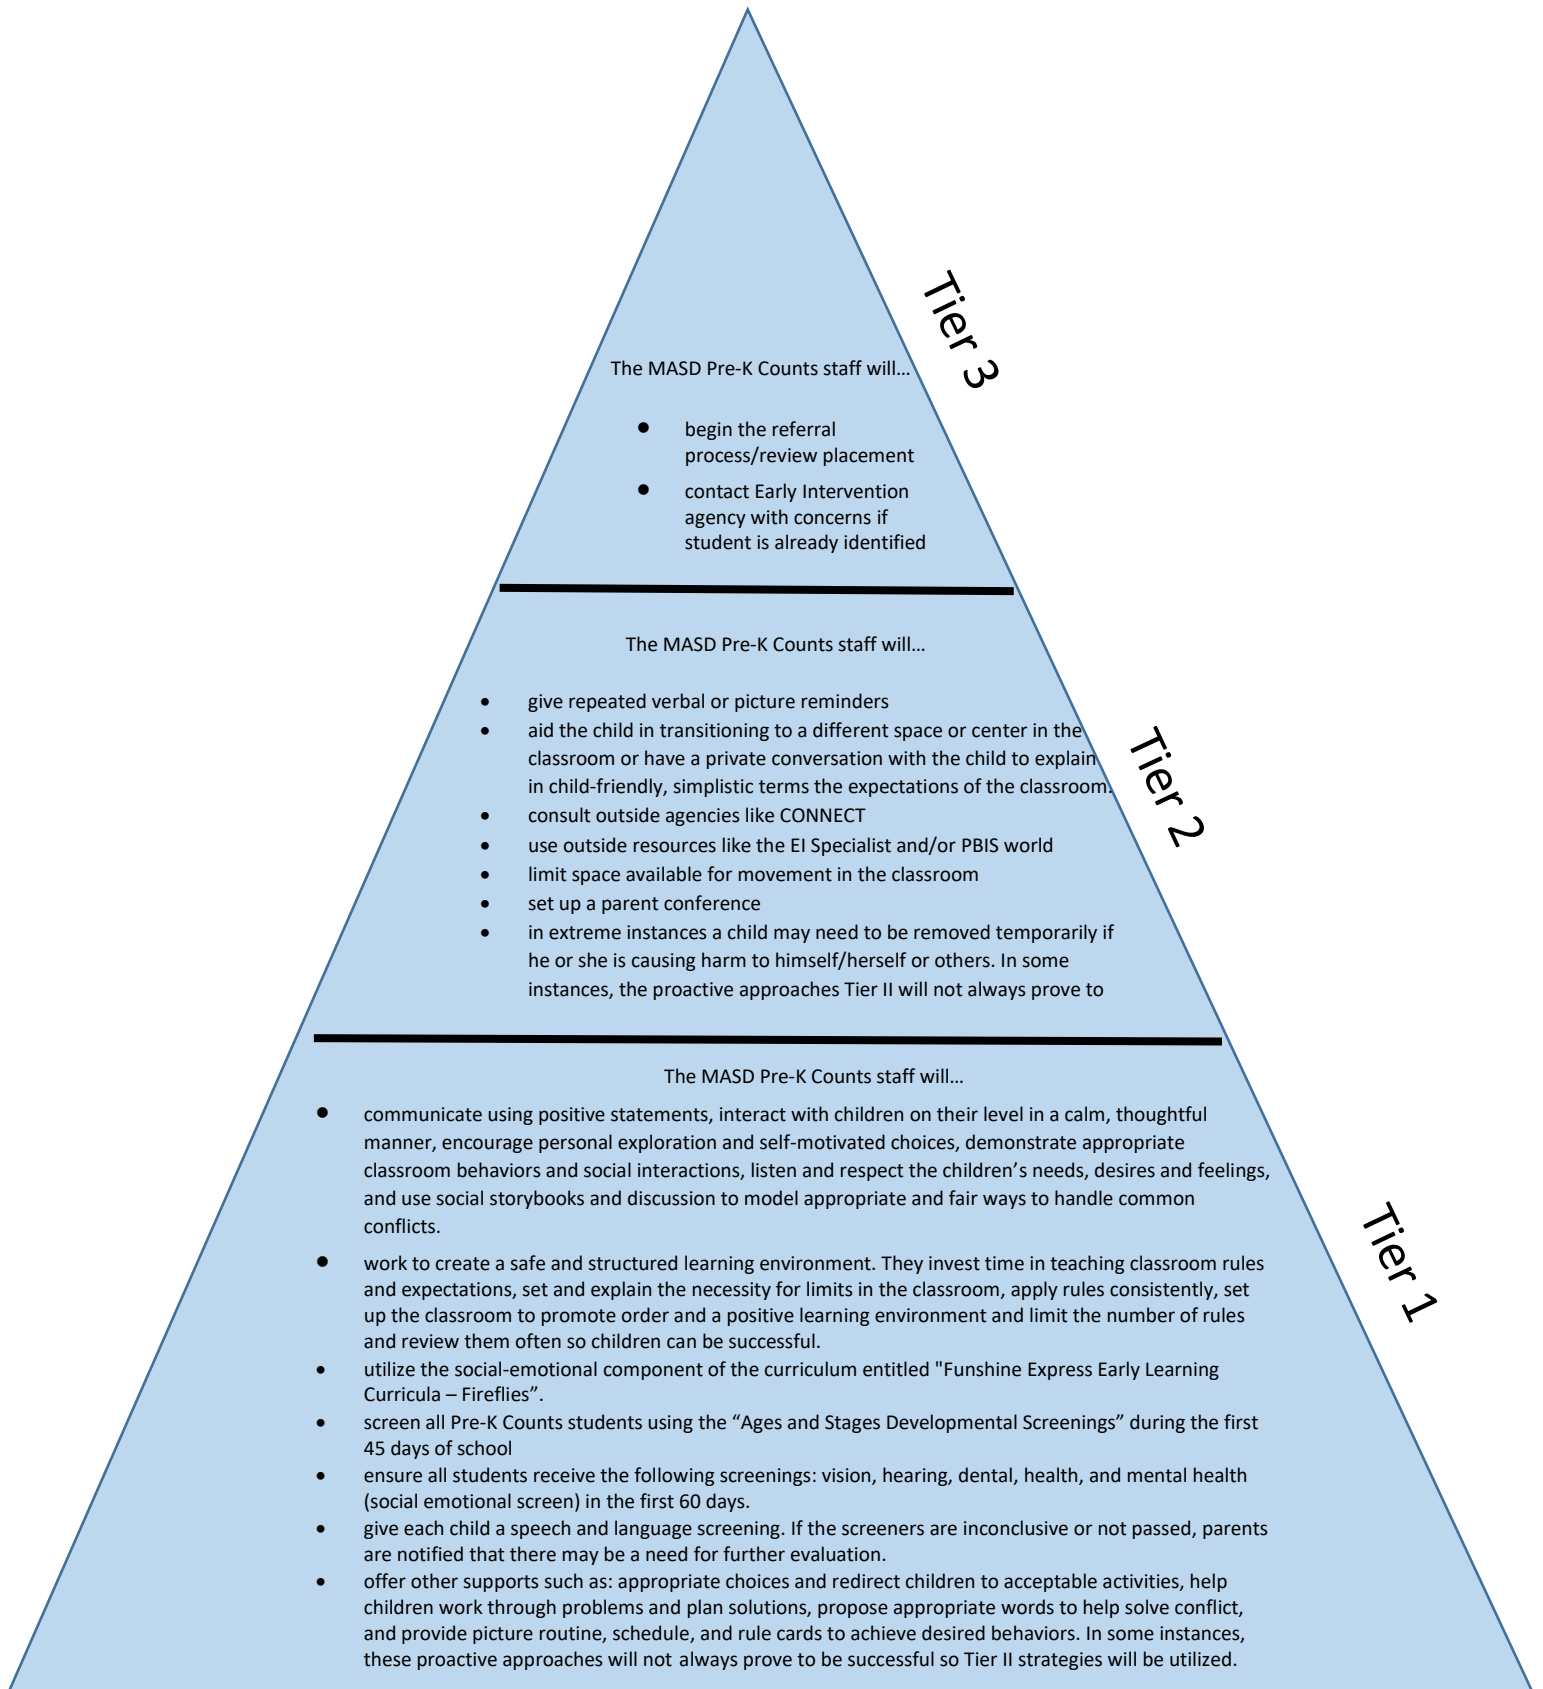 Tier 3
The MASD Pre-K Counts staff will…
● begin the referral
process/review placement
● contact Early Intervention
agency with concerns if
student is already identified
The MASD Pre-K Counts staff will…
Tier 2
• give repeated verbal or picture reminders
• aid the child in transitioning to a different space or center in the
classroom or have a private conversation with the child to explain
in child-friendly, simplistic terms the expectations of the classroom.
• consult outside agencies like CONNECT
• use outside resources like the EI Specialist and/or PBIS world
• limit space available for movement in the classroom
• set up a parent conference
• in extreme instances a child may need to be removed temporarily if
he or she is causing harm to himself/herself or others. In some
instances, the proactive approaches Tier II will not always prove to
The MASD Pre-K Counts staff will…
● communicate using positive statements, interact with children on their level in a calm, thoughtful
manner, encourage personal exploration and self-motivated choices, demonstrate appropriate
classroom behaviors and social interactions, listen and respect the children’s needs, desires and feelings,
and use social storybooks and discussion to model appropriate and fair ways to handle common
conflicts.
Tier 1
● work to create a safe and structured learning environment. They invest time in teaching classroom rules
and expectations, set and explain the necessity for limits in the classroom, apply rules consistently, set
up the classroom to promote order and a positive learning environment and limit the number of rules
and review them often so children can be successful.
• utilize the social-emotional component of the curriculum entitled "Funshine Express Early Learning
Curricula – Fireflies”.
• screen all Pre-K Counts students using the “Ages and Stages Developmental Screenings” during the first
45 days of school
• ensure all students receive the following screenings: vision, hearing, dental, health, and mental health
(social emotional screen) in the first 60 days.
• give each child a speech and language screening. If the screeners are inconclusive or not passed, parents
are notified that there may be a need for further evaluation.
• offer other supports such as: appropriate choices and redirect children to acceptable activities, help
children work through problems and plan solutions, propose appropriate words to help solve conflict,
and provide picture routine, schedule, and rule cards to achieve desired behaviors. In some instances,
these proactive approaches will not always prove to be successful so Tier II strategies will be utilized.